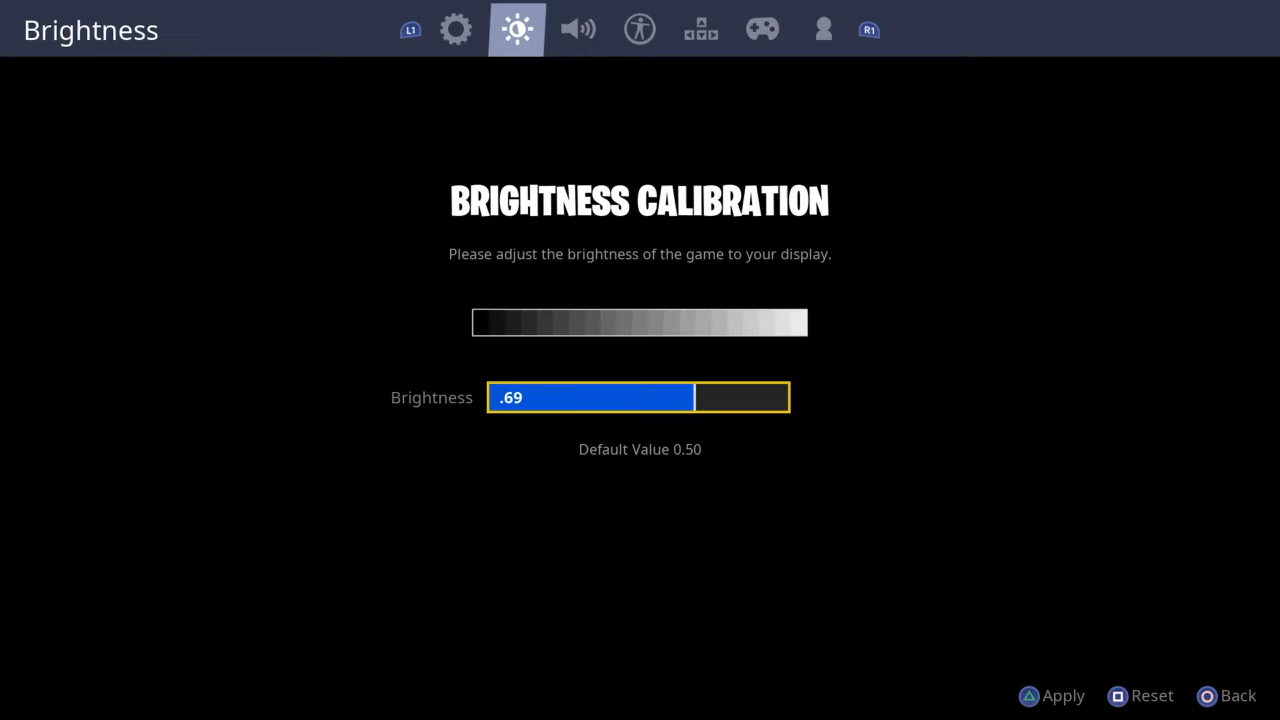 Brightness
L1
R1
BRIGHTNESS CALIBRATION
Please adjust the brightness of the game to your display.
Brightness
.69
Default Value 0.50
Apply
Reset
Back